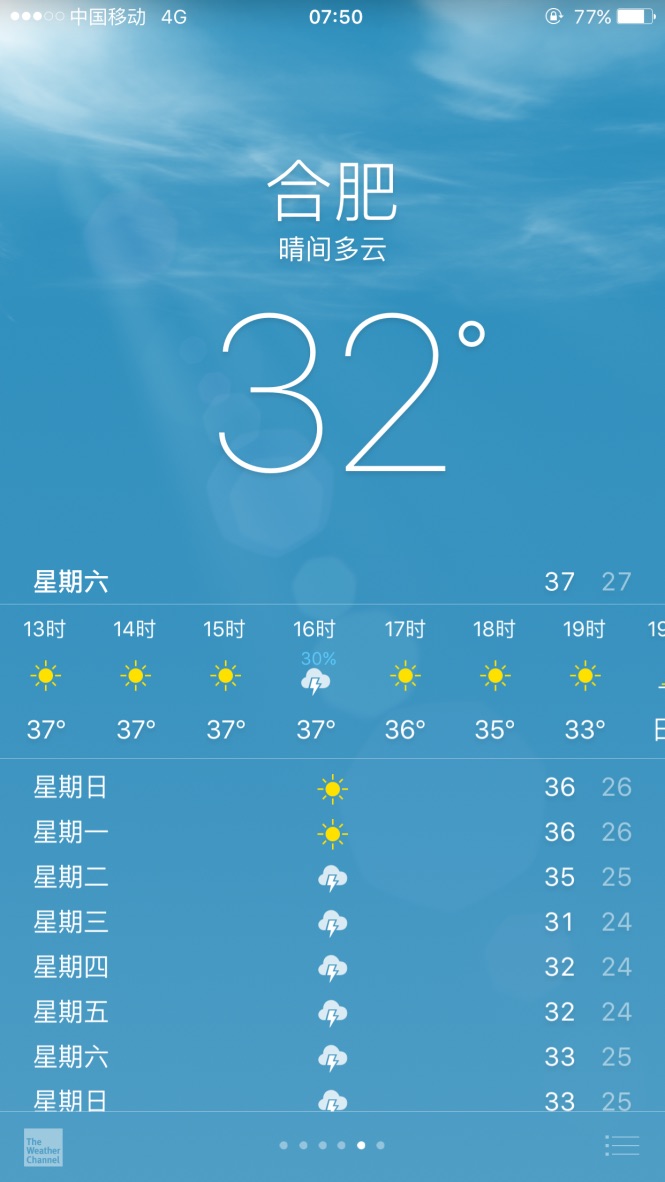 中国移动 4G 07:50 77%
合肥
晴间多云
32°
星期六 37 27
13时 14时 15时 16时 17时 18时 19时 19
30%
37° 37° 37° 37° 36° 35° 33°
星期日 36 26
星期一 36 26
星期二 35 25
星期三 31 24
星期四 32 24
星期五 32 24
星期六 33 25
星期日 33 25
The
Weather
Channel